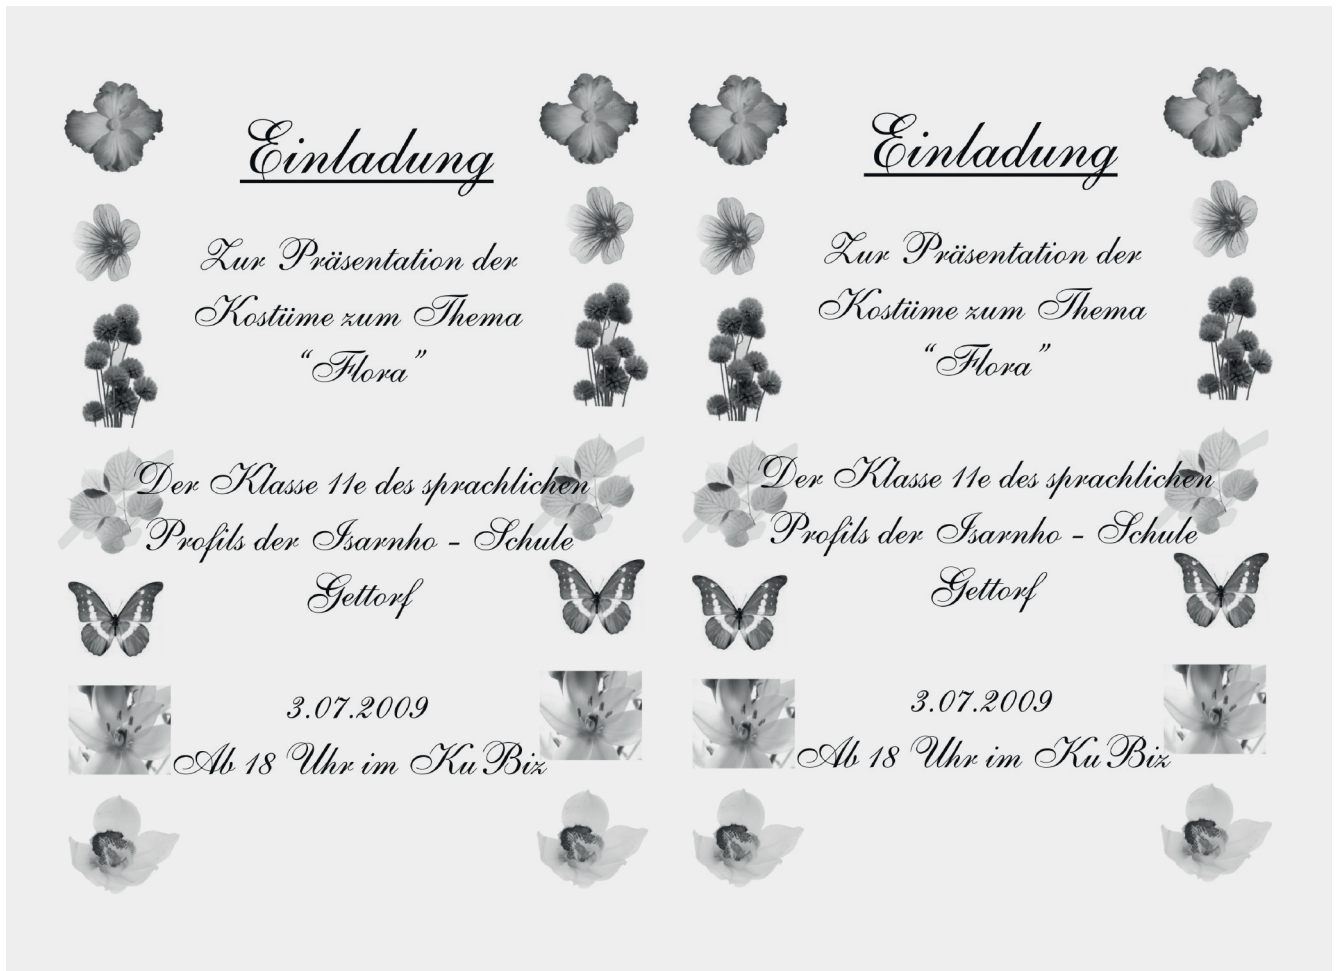 Einladung
Zur Präsentation der
Kostüme zum Thema
“Flora”
Der Klasse 11e des sprachlichen
Profils der Isarnho - Schule
Gettorf
3.07.2009
Ab 18 Uhr im KuBiz
Einladung
Zur Präsentation der
Kostüme zum Thema
“Flora”
Der Klasse 11e des sprachlichen
Profils der Isarnho - Schule
Gettorf
3.07.2009
Ab 18 Uhr im KuBiz